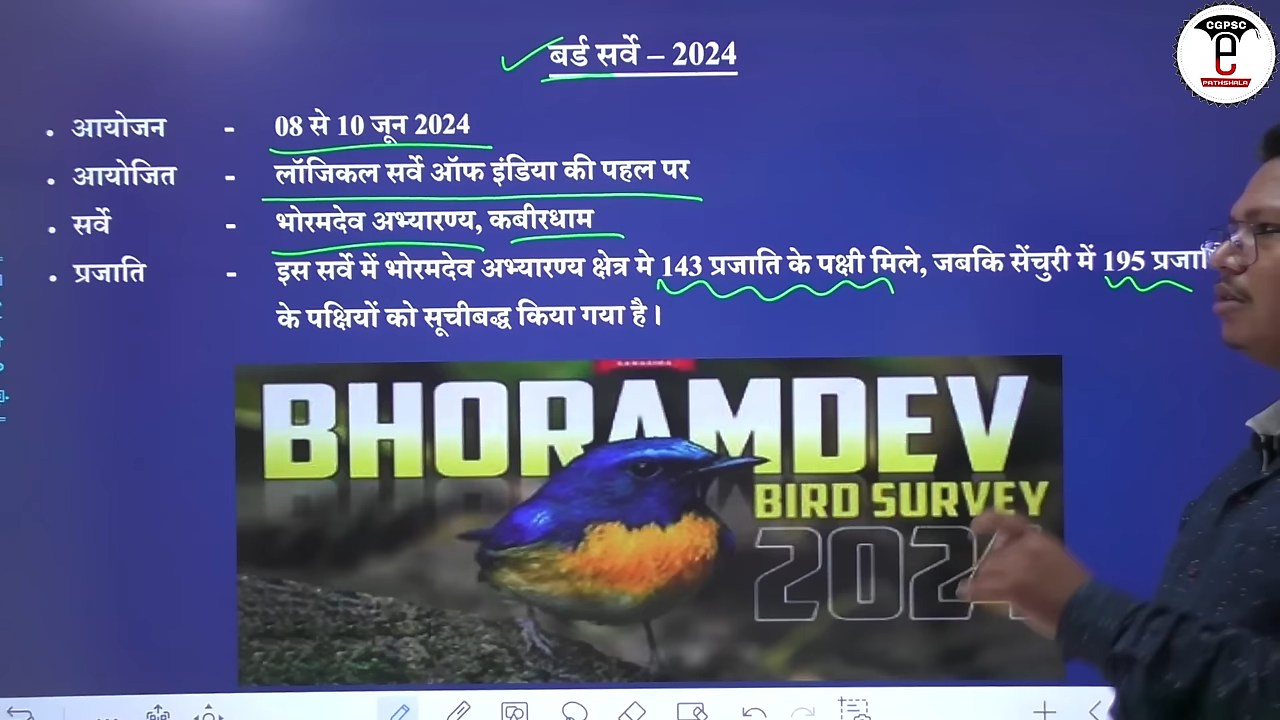 CGPSC
e
PATHSHALA
बर्ड सर्वे – 2024
• आयोजन - 08 से 10 जून 2024
• आयोजित - लॉजिकल सर्वे ऑफ इंडिया की पहल पर
• सर्वे - भोरमदेव अभ्यारण्य, कबीरधाम
• प्रजाति - इस सर्वे में भोरमदेव अभ्यारण्य क्षेत्र मे 143 प्रजाति के पक्षी मिले, जबकि सेंचुरी में 195
के पक्षियों को सूचीबद्ध किया गया है।
BHORAMDEV
BIRD SURVEY
2024